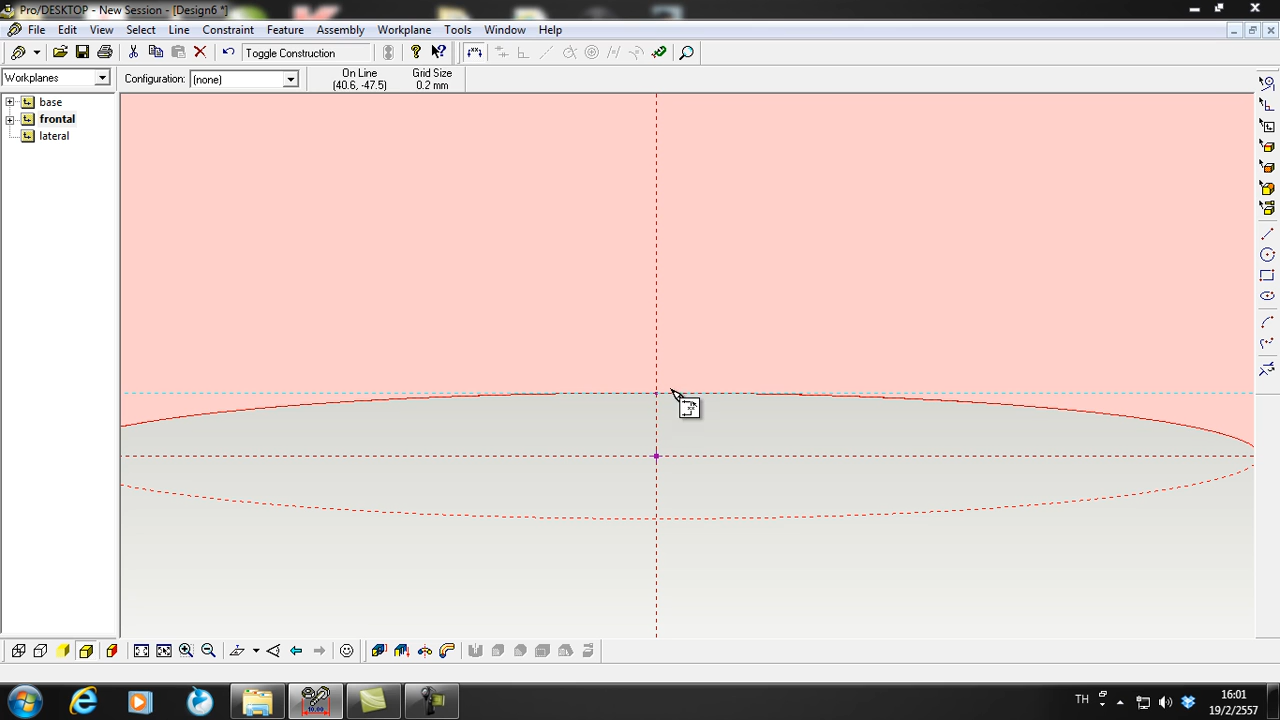 Pro/DESKTOP - New Session - [Design6 *]
File Edit View Select Line Constraint Feature Assembly Workplane Tools Window Help
Toggle Construction
Workplanes
Configuration: (none)
On Line
(40.6, -47.5)
Grid Size
0.2 mm
base
frontal
lateral
TH
16:01
19/2/2557